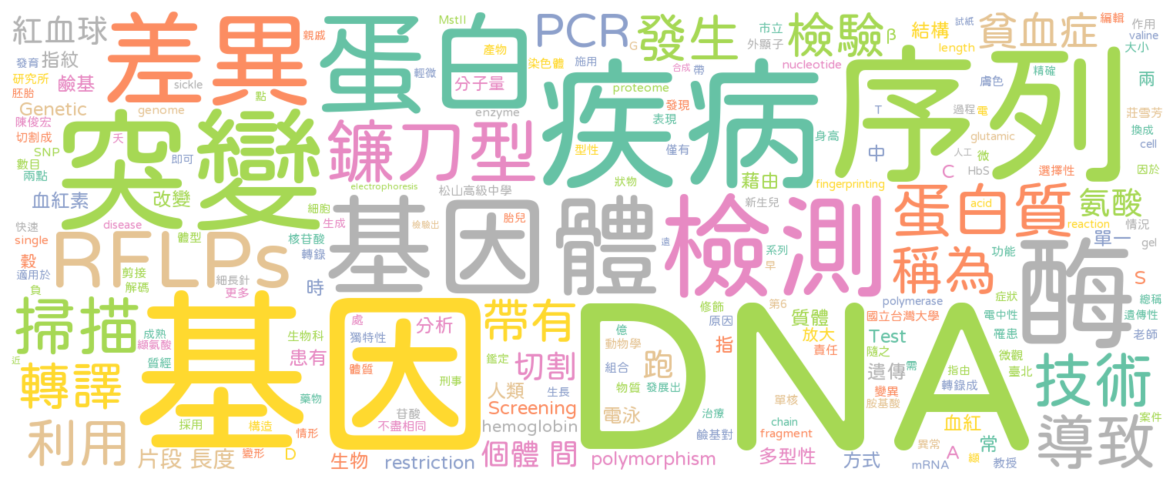 紅血球 差異 蛋白 PCR 發生 檢驗 貧血症
親戚 MstII 產物 染色體 施用 G 市立 外顯子 β 結構 length 試紙 編輯 作用 valine 大小
發育 指紋 研究所 鹼基 sickle 輕微 分子量 合成 帶 nucleotide 膚色 精確 兩
胚胎 Genetic genome 點 enzyme proteome 發現 表現 疾病 序列
陳俊宏 切割成 突變 天 鐮刀型 型性 僅有 T 過程 電 莊雪芳 換成 cell
SNP 數目 兩點 身高 中 glutamic 人工 微 HbS 因於
血紅素 改變 electrophoresis 松山高級中學 狀物 藉由 fingerprinting C 選擇性
快速 disease 細胞 基因體 胎兒 新生兒 檢測 蛋白質 acid 氨酸
single 體型 核苷酸 生成 檢驗出 reaction 情況
穀 RFLPs 轉錄 遠 系列 早 稱為 功能 酶 單一 gel
適用於 剪接 解碼 細長針 更多 S
負 掃描 時 帶有 修飾 第6 polymerase 症狀 總稱
成熟 生物科 處 分析 億 原因 質體 國立台灣大學 電中性 遺傳性
纈氨酸 基因 獨特性 動物學 指 放大 Test 罹患 老師
近 轉譯 質經 患有 體質 鑑定 切割 組合 跑 DNA 責任 隨之 需 微觀 技術
藥物 刑事 人類 生長 物質 發展出 遺傳 指由 臺北
利用 採用 構造 苷酸 Screening 電泳 治療 單核 變異 轉錄成 導致
不盡相同 hemoglobin 鹼基對 chain 胺基酸 血紅 案件
片段 長度 變形 情形 D 生物 restriction 個體 間 polymorphism fragment 多型性 方式 異常 mRNA A 常 纈 教授